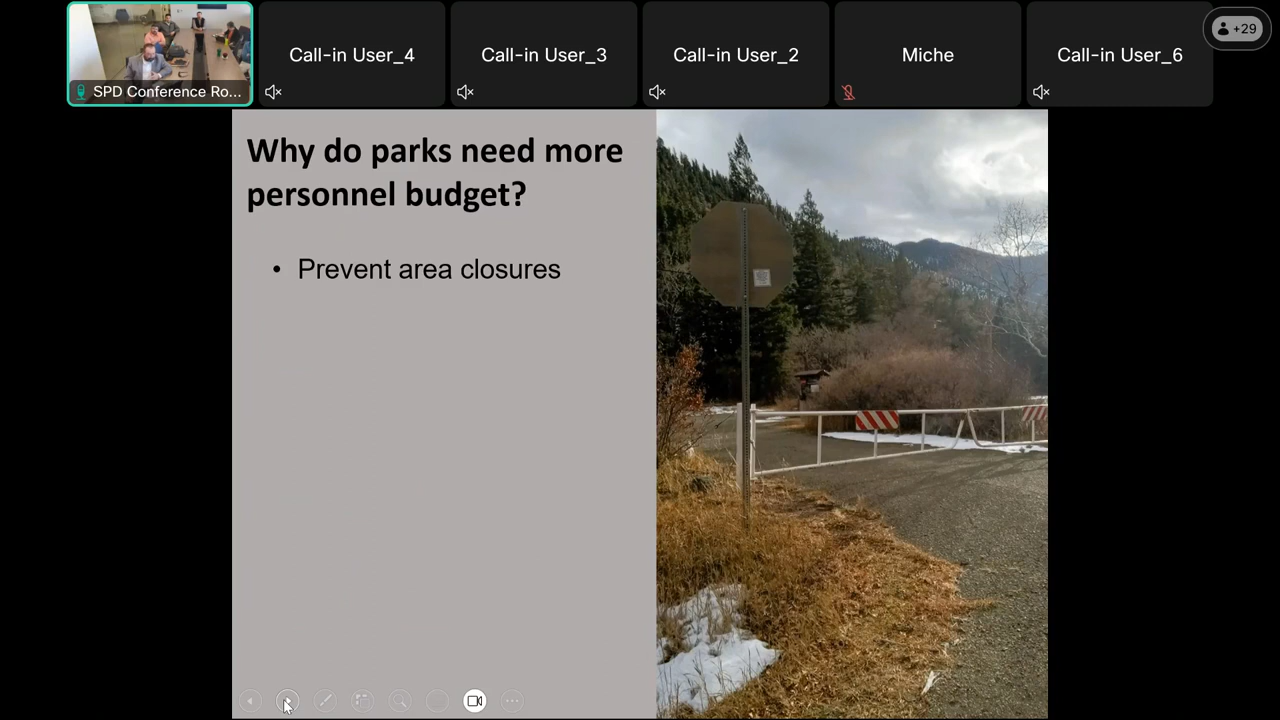 SPD Conference Ro...
Call-in User_4
Call-in User_3
Call-in User_2
Miche
Call-in User_6
+29
Why do parks need more
personnel budget?
• Prevent area closures